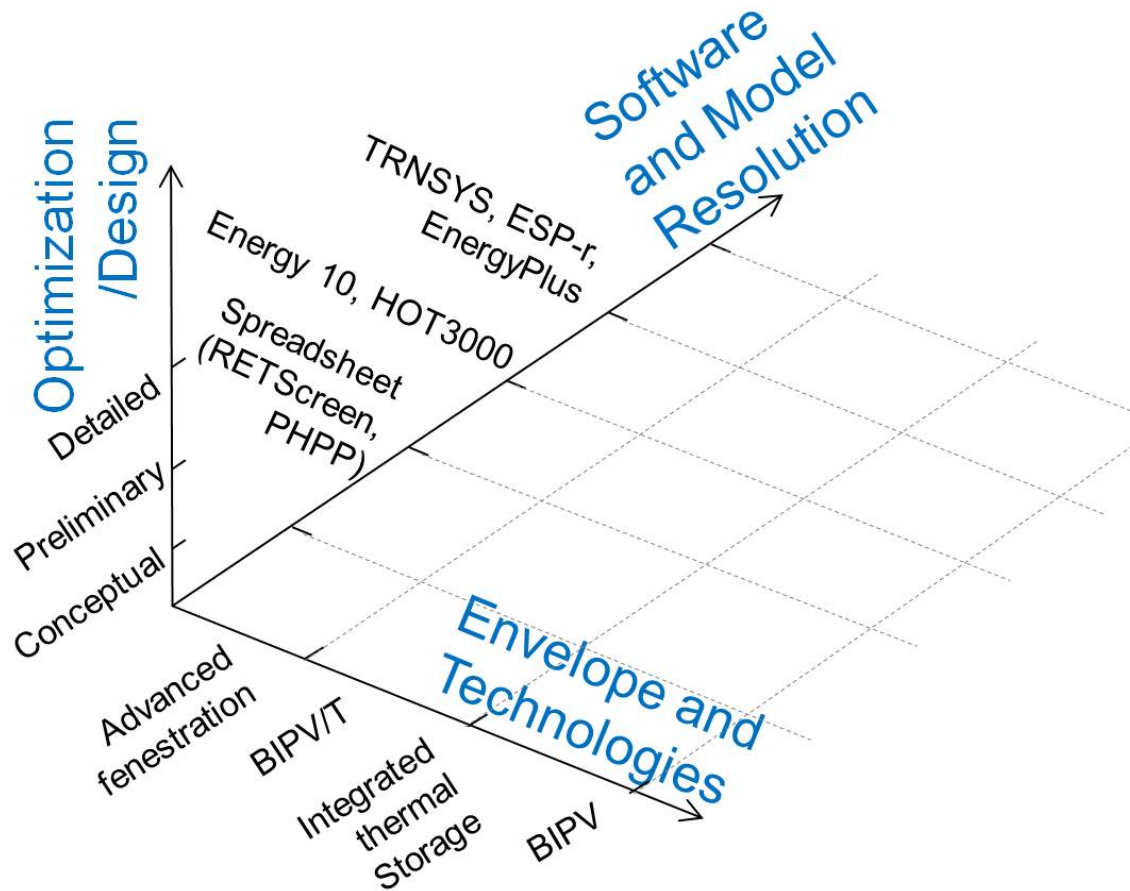 Optimization
/Design
Detailed
Preliminary
Conceptual
Software
and Model
Resolution
TRNSYS, ESP-r,
EnergyPlus
Energy 10, HOT3000
Spreadsheet
(RETScreen,
PHPP)
Envelope and
Technologies
Advanced
fenestration
BIPV/T
Integrated
thermal
Storage
BIPV